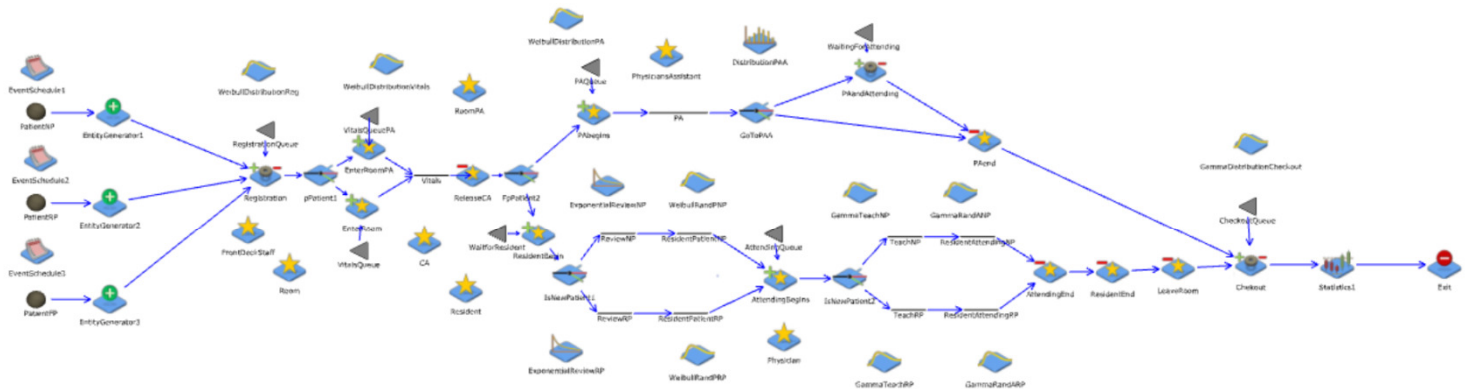 EventSchedule1
PatientNP
EntityGenerator1
EventSchedule2
PatientRP
EntityGenerator2
EventSchedule3
PatientPP
EntityGenerator3
WeibullDistributionReg
RegistrationQueue
Registration
FrontDeckStaff
Room
pPatient1
WeibullDistributionVitals
VitalsQueuePA
EnterRoomPA
EnterRoom
VitalsQueue
RoomPA
Vitals
ReleaseCA
CA
Resident
FpPatient2
WaitforResident
ResidentBegin
WeibullDistributionPA
PAQueue
PAbegins
PhysiciansAssistant
PA
DistributionPAA
GoToPAA
WaitingForAttending
PAandAttending
PAend
ExponentialReviewNP
WeibullRandPNP
ReviewNP
ResidentPatientNP
IsNewPatient1
ReviewRP
ResidentPatientRP
ExponentialReviewRP
WeibullRandPRP
AttendingQueue
AttendingBegins
Physician
IsNewPatient2
GammaTeachNP
GammaRandANP
TeachNP
ResidentAttendingNP
TeachRP
ResidentAttendingRP
GammaTeachRP
GammaRandARP
AttendingEnd
ResidentEnd
LeaveRoom
GammaDistributionCheckout
CheckoutQueue
Chekout
Statistics1
Exit